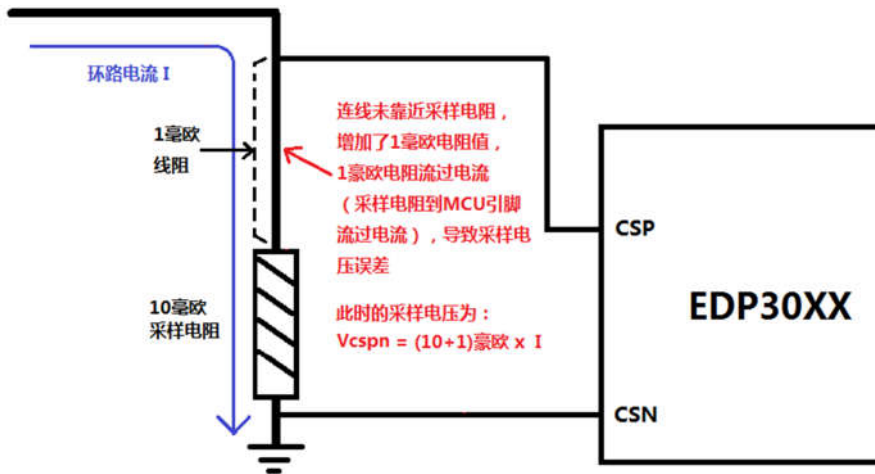 环路电流 I
1毫欧
线阻
连线未靠近采样电阻，
增加了1毫欧电阻值，
1豪欧电阻流过电流
（采样电阻到MCU引脚
流过电流），导致采样电
压误差
CSP
EDP30XX
10毫欧
采样电阻
此时的采样电压为：
Vcspn = (10+1)豪欧 x I
CSN